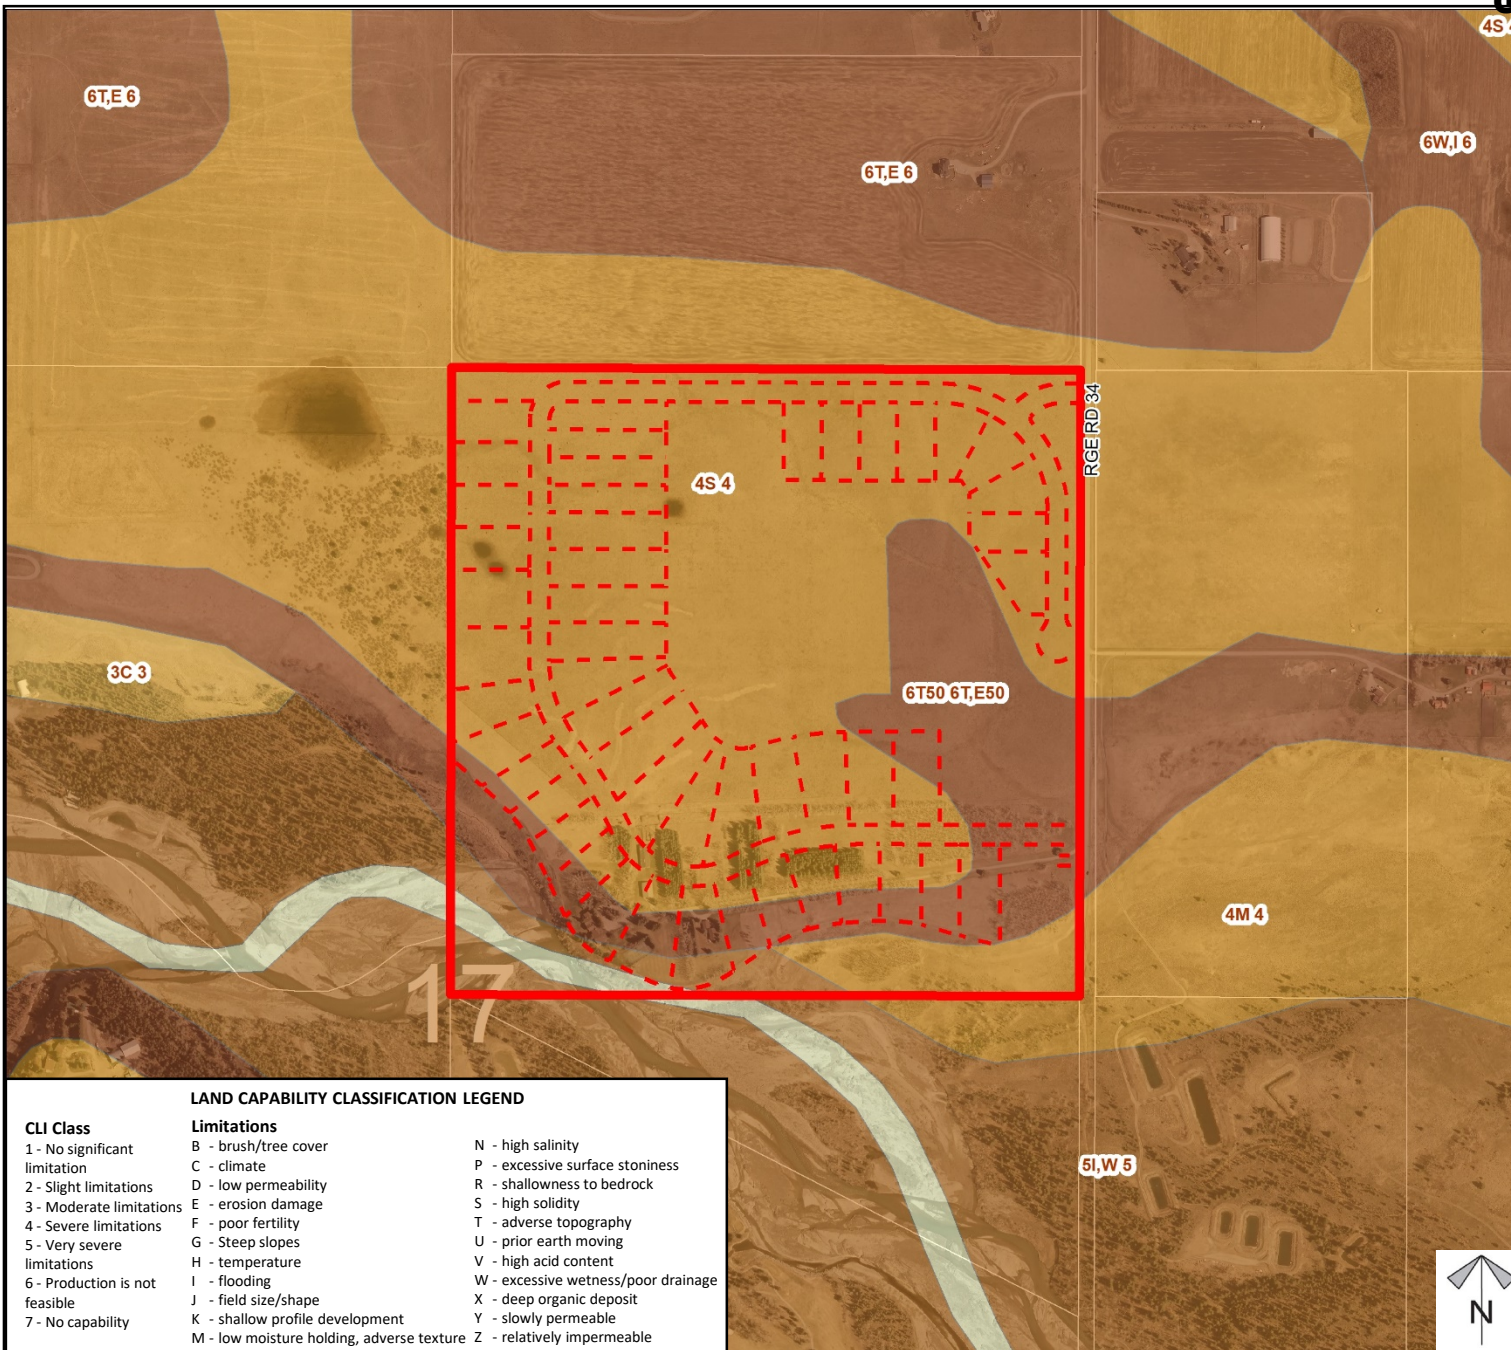 4S
6T,E 6
6W,I 6
6T,E 6
RGE RD 34
4S 4
3C 3
6T50 6T,E50
4M 4
17
5I,W 5
LAND CAPABILITY CLASSIFICATION LEGEND
CLI Class
1 - No significant
limitation
2 - Slight limitations
3 - Moderate limitations
4 - Severe limitations
5 - Very severe
limitations
6 - Production is not
feasible
7 - No capability
Limitations
B - brush/tree cover
C - climate
D - low permeability
E - erosion damage
F - poor fertility
G - Steep slopes
H - temperature
I - flooding
J - field size/shape
K - shallow profile development
M - low moisture holding, adverse texture
N - high salinity
P - excessive surface stoniness
R - shallowness to bedrock
S - high solidity
T - adverse topography
U - prior earth moving
V - high acid content
W - excessive wetness/poor drainage
X - deep organic deposit
Y - slowly permeable
Z - relatively impermeable
N